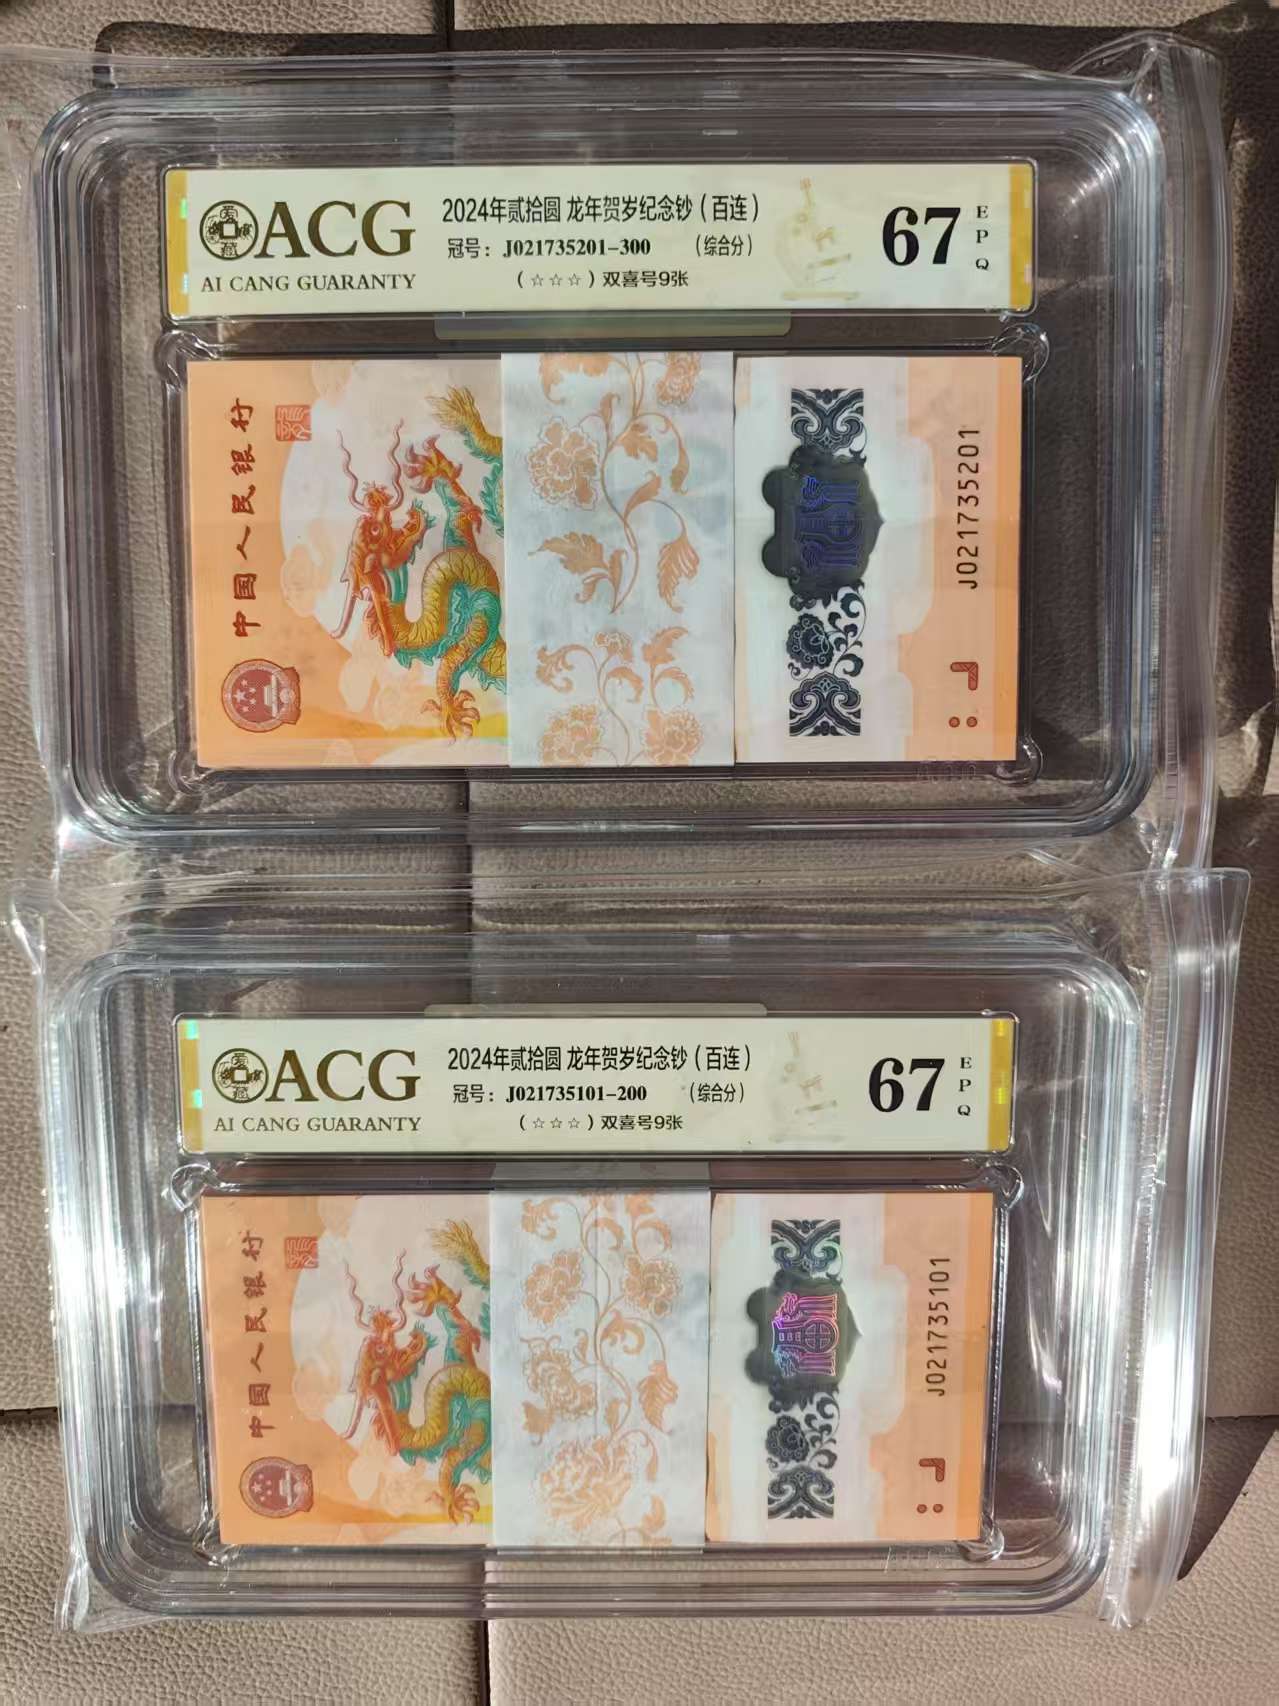 ACG
AI CANG GUARANTY
2024年贰拾圆 龙年贺岁纪念钞(百连)
冠号: J021735201-300 (综合分)
(☆☆☆)双喜号9张
67
EPQ
中国人民银行
J021735201
ACG
AI CANG GUARANTY
2024年贰拾圆 龙年贺岁纪念钞(百连)
冠号: J021735101-200 (综合分)
(☆☆☆)双喜号9张
67
EPQ
中国人民银行
J021735101